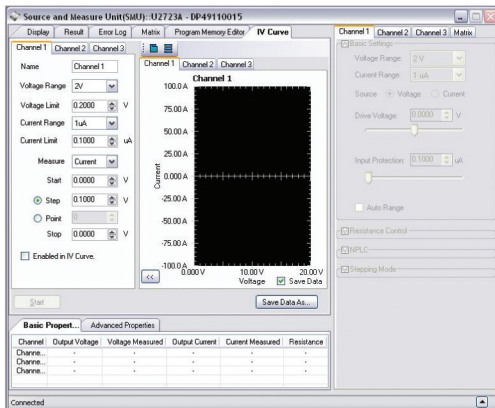 Source and Measure Unit(SMU)::U2723A - DP49110015
Display Result Error Log Matrix Program Memory Editor IV Curve
Channel 1 Channel 2 Channel 3
Name Channel 1
Voltage Range 2V
Voltage Limit 0.2000 V
Current Range 1uA
Current Limit 0.1000 uA
Measure Current
Start 0.0000 V
Step 0.1000 V
Point 0
Stop 0.0000 V
Enabled in IV Curve.
Start
Channel 1 Channel 2 Channel 3
Channel 1
100.0 A
75.00 A
50.00 A
25.00 A
0.0000 A
-25.00 A
-50.00 A
-75.00 A
-100.0 A
Current
0.000 V 10.00 V 20.00 V
Voltage
<< Save Data
Save Data As...
Basic Propert... Advanced Properties
Channel Output Voltage Voltage Measured Output Current Current Measured Resistance
Channe... - - - - -
Channe... - - - - -
Channe... - - - - -
Connected
Channel 1 Channel 2 Channel 3 Matrix
Basic Settings
Voltage Range: 2 V
Current Range: 1 uA
Source Voltage Current
Drive Voltage: 0.0000 V
Input Protection: 0.1000 uA
Auto Range
Resistance Control
NPLC
Stepping Mode